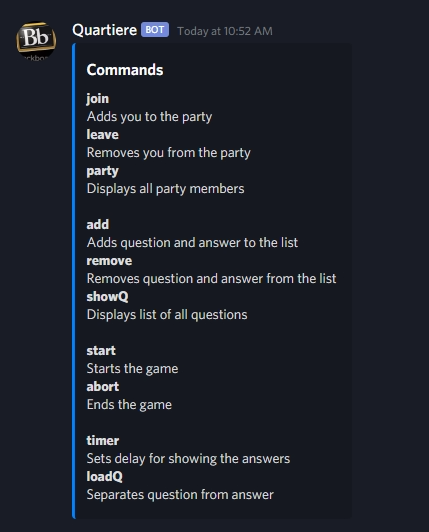 Bb
Quartiere BOT Today at 10:52 AM
Commands
join
Adds you to the party
leave
Removes you from the party
party
Displays all party members
add
Adds question and answer to the list
remove
Removes question and answer from the list
showQ
Displays list of all questions
start
Starts the game
abort
Ends the game
timer
Sets delay for showing the answers
loadQ
Separates question from answer